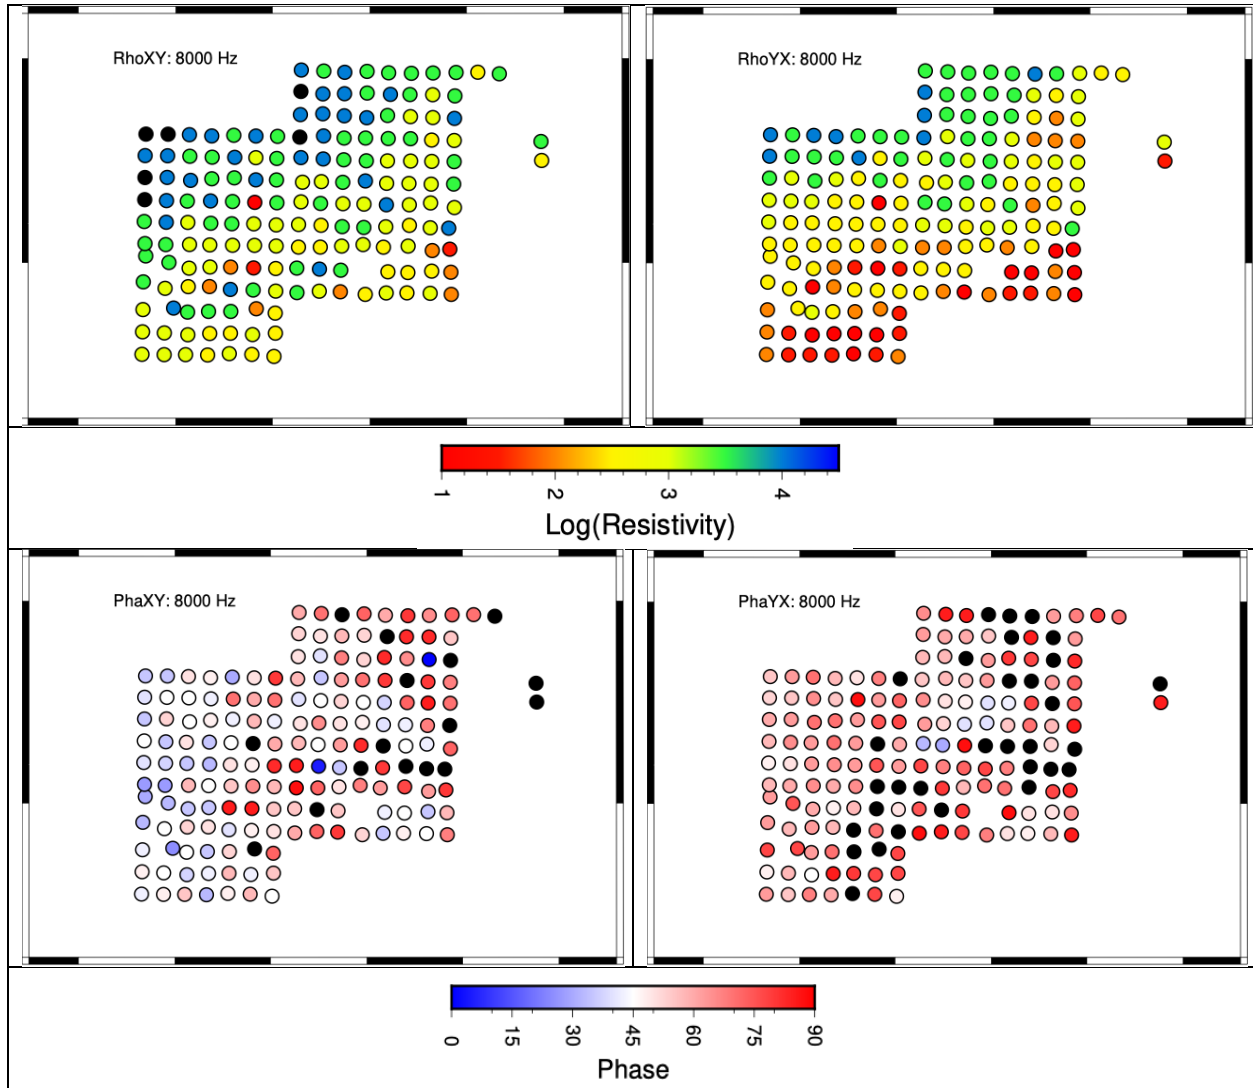 RhoXY: 8000 Hz
RhoYX: 8000 Hz
1 2 3 4
Log(Resistivity)
PhaXY: 8000 Hz
PhaYX: 8000 Hz
0 15 30 45 60 75 90
Phase